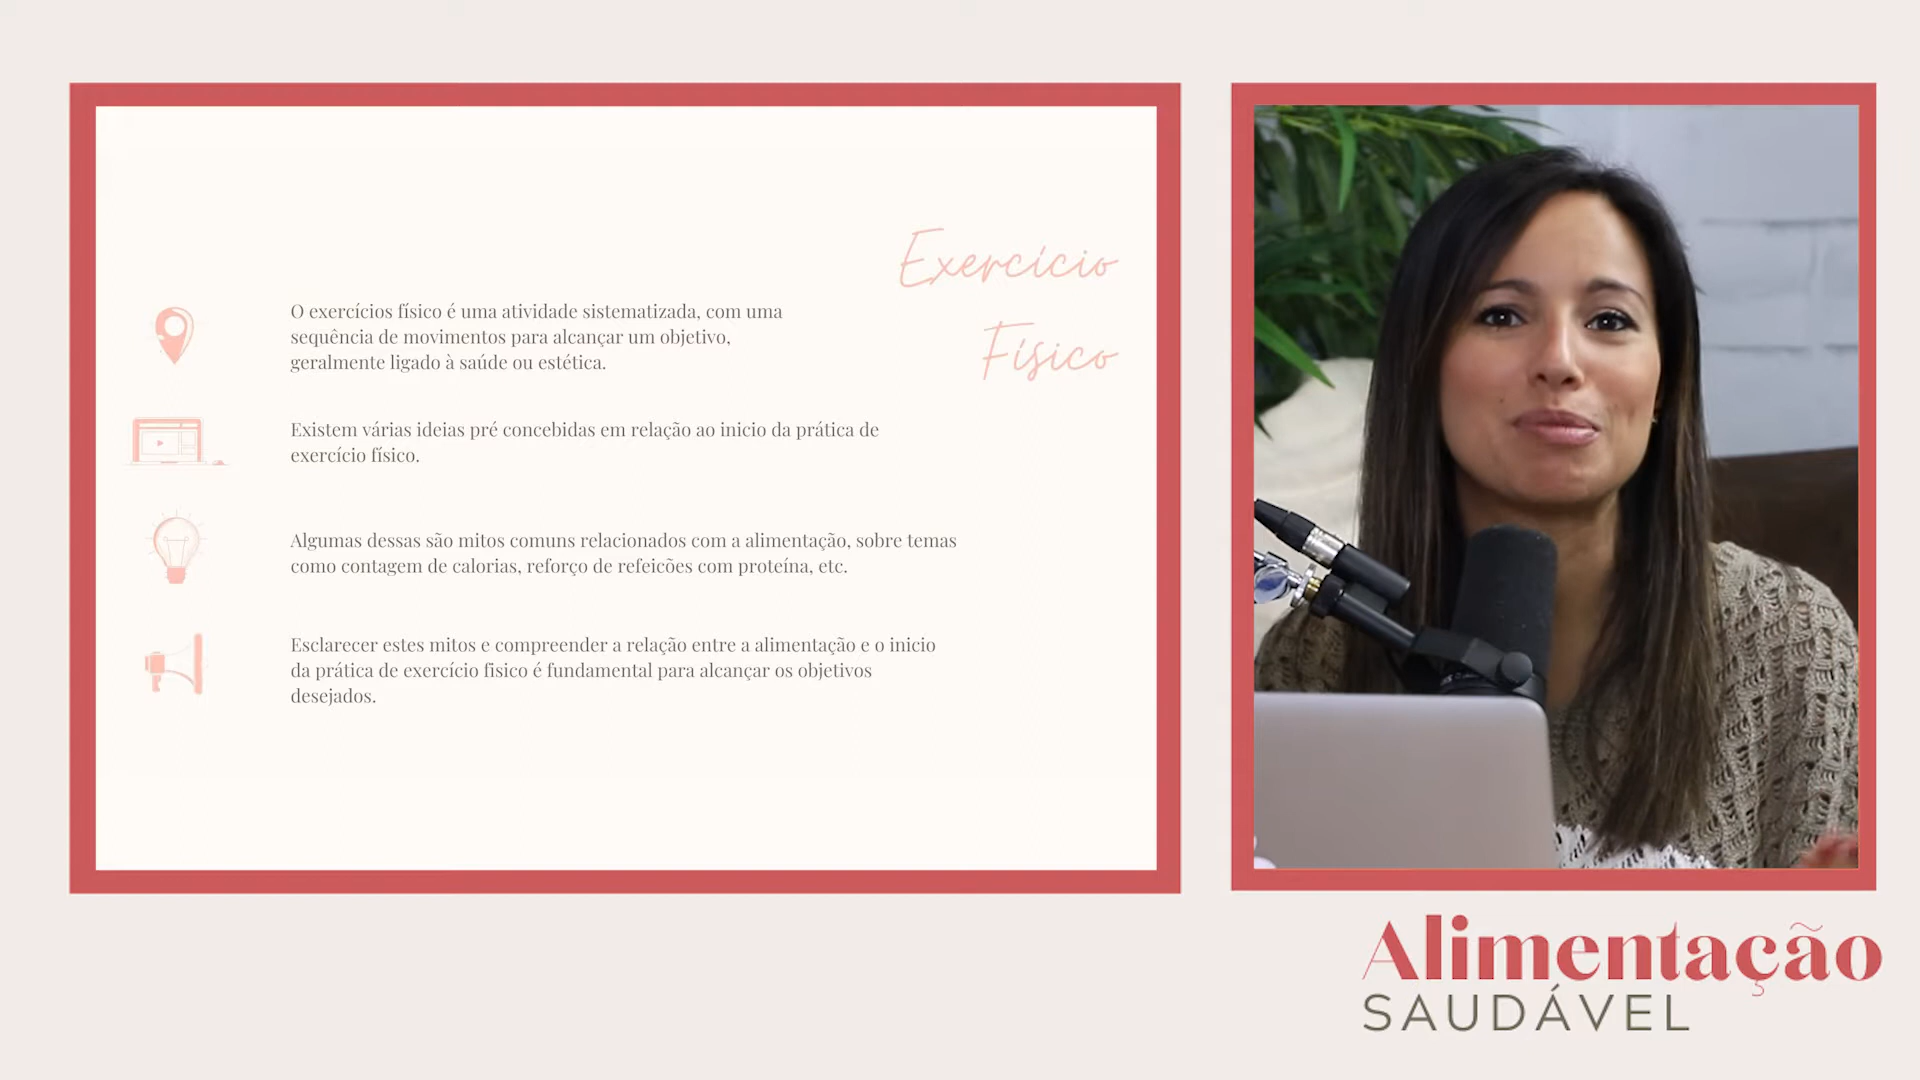 Exercício
Físico
O exercícios físico é uma atividade sistematizada, com uma
sequência de movimentos para alcançar um objetivo,
geralmente ligado à saúde ou estética.
Existem várias ideias pré concebidas em relação ao inicio da prática de
exercício físico.
Algumas dessas são mitos comuns relacionados com a alimentação, sobre temas
como contagem de calorias, reforço de refeicões com proteína, etc.
Esclarecer estes mitos e compreender a relação entre a alimentação e o inicio
da prática de exercício fisico é fundamental para alcançar os objetivos
desejados.
Alimentação
SAUDÁVEL